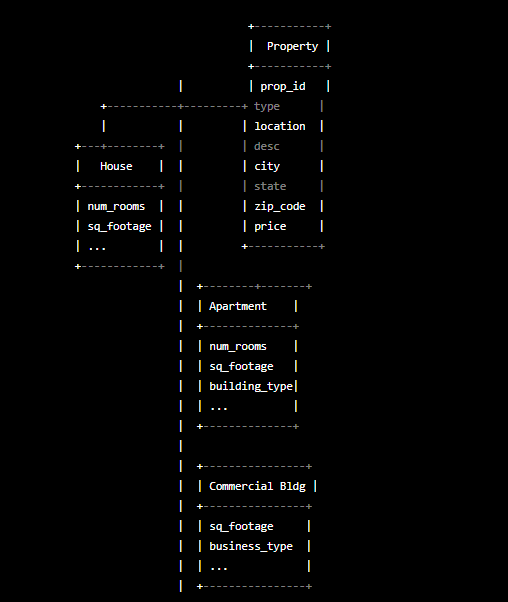 +-----------+
| Property |
+-----------+
| | prop_id |
+-----------+---------+ type |
| | | location |
+---+--------+ | | desc |
| House | | | city |
+------------+ | | state |
| num_rooms | | | zip_code |
| sq_footage | | | price |
| ... | | +-----------+
+------------+ |
| +--------+-------+
| | Apartment |
| +--------------+
| | num_rooms |
| | sq_footage |
| | building_type|
| | ... |
| +--------------+
|
| +----------------+
| | Commercial Bldg |
| +----------------+
| | sq_footage |
| | business_type |
| | ... |
| +----------------+